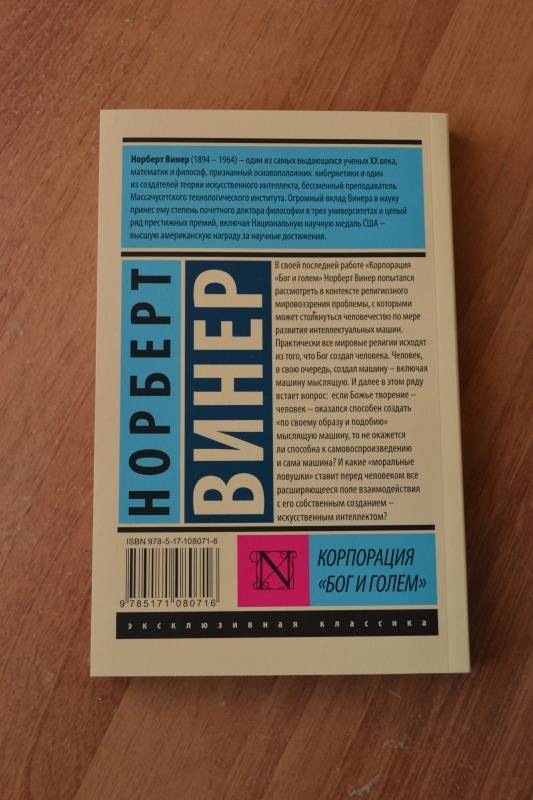 Норберт Винер (1894 – 1964) – один из самых выдающихся ученых XX века,
математик и философ, признанный основоположник кибернетики и один
из создателей теории искусственного интеллекта, бессменный преподаватель
Массачусетского технологического института. Огромный вклад Винера в науку
принес ему степень почетного доктора философии в трех университетах и целый
ряд престижных премий, включая Национальную научную медаль США –
высшую американскую награду за научные достижения.
НОРБЕРТ
ВИНЕР
В своей последней работе «Корпорация
«Бог и голем» Норберт Винер попытался
рассмотреть в контексте религиозного
мировоззрения проблемы, с которыми
может столкнуться человечество по мере
развития интеллектуальных машин.
Практически все мировые религии исходят
из того, что Бог создал человека. Человек,
в свою очередь, создал машину – включая
машину мыслящую. И далее в этом ряду
встает вопрос: если Божье творение –
человек – оказался способен создать
«по своему образу и подобию»
мыслящую машину, то не окажется
ли способна к самовоспроизведению
и сама машина? И какие «моральные
ловушки» ставит перед человеком все
расширяющееся поле взаимодействия
с его собственным созданием –
искусственным интеллектом?
ISBN 978-5-17-108071-6
9 785171 080716
N
КОРПОРАЦИЯ
«БОГ И ГОЛЕМ»
эксклюзивная классика